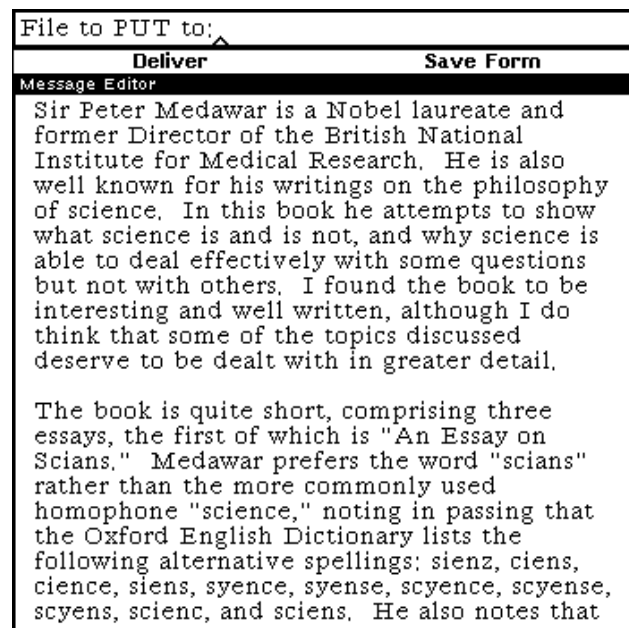 File to PUT to:
Deliver Save Form
Message Editor
Sir Peter Medawar is a Nobel laureate and
former Director of the British National
Institute for Medical Research. He is also
well known for his writings on the philosophy
of science. In this book he attempts to show
what science is and is not, and why science is
able to deal effectively with some questions
but not with others. I found the book to be
interesting and well written, although I do
think that some of the topics discussed
deserve to be dealt with in greater detail.
The book is quite short, comprising three
essays, the first of which is "An Essay on
Scians." Medawar prefers the word "scians"
rather than the more commonly used
homophone "science," noting in passing that
the Oxford English Dictionary lists the
following alternative spellings: sienz, ciens,
cience, siens, syence, syense, scyence, scyense,
scyens, scienc, and sciens. He also notes that